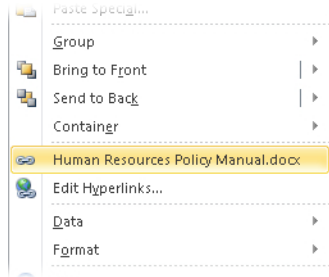 Paste Special...
Group
Bring to Front
Send to Back
Container
Human Resources Policy Manual.docx
Edit Hyperlinks...
Data
Format